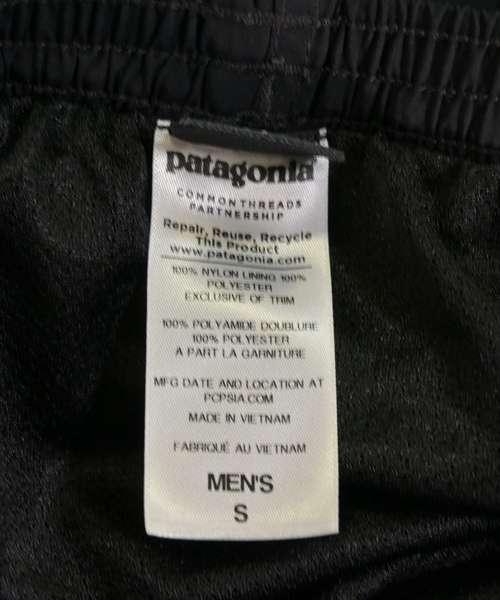 patagonia®
COMMON THREADS
PARTNERSHIP
Repair, Reuse, Recycle
This Product
www.patagonia.com
100% NYLON LINING 100%
POLYESTER
EXCLUSIVE OF TRIM
100% POLYAMIDE DOUBLURE
100% POLYESTER
A PART LA GARNITURE
MFG DATE AND LOCATION AT
PCPSIA.COM
MADE IN VIETNAM
FABRIQUÉ AU VIETNAM
MEN'S
S